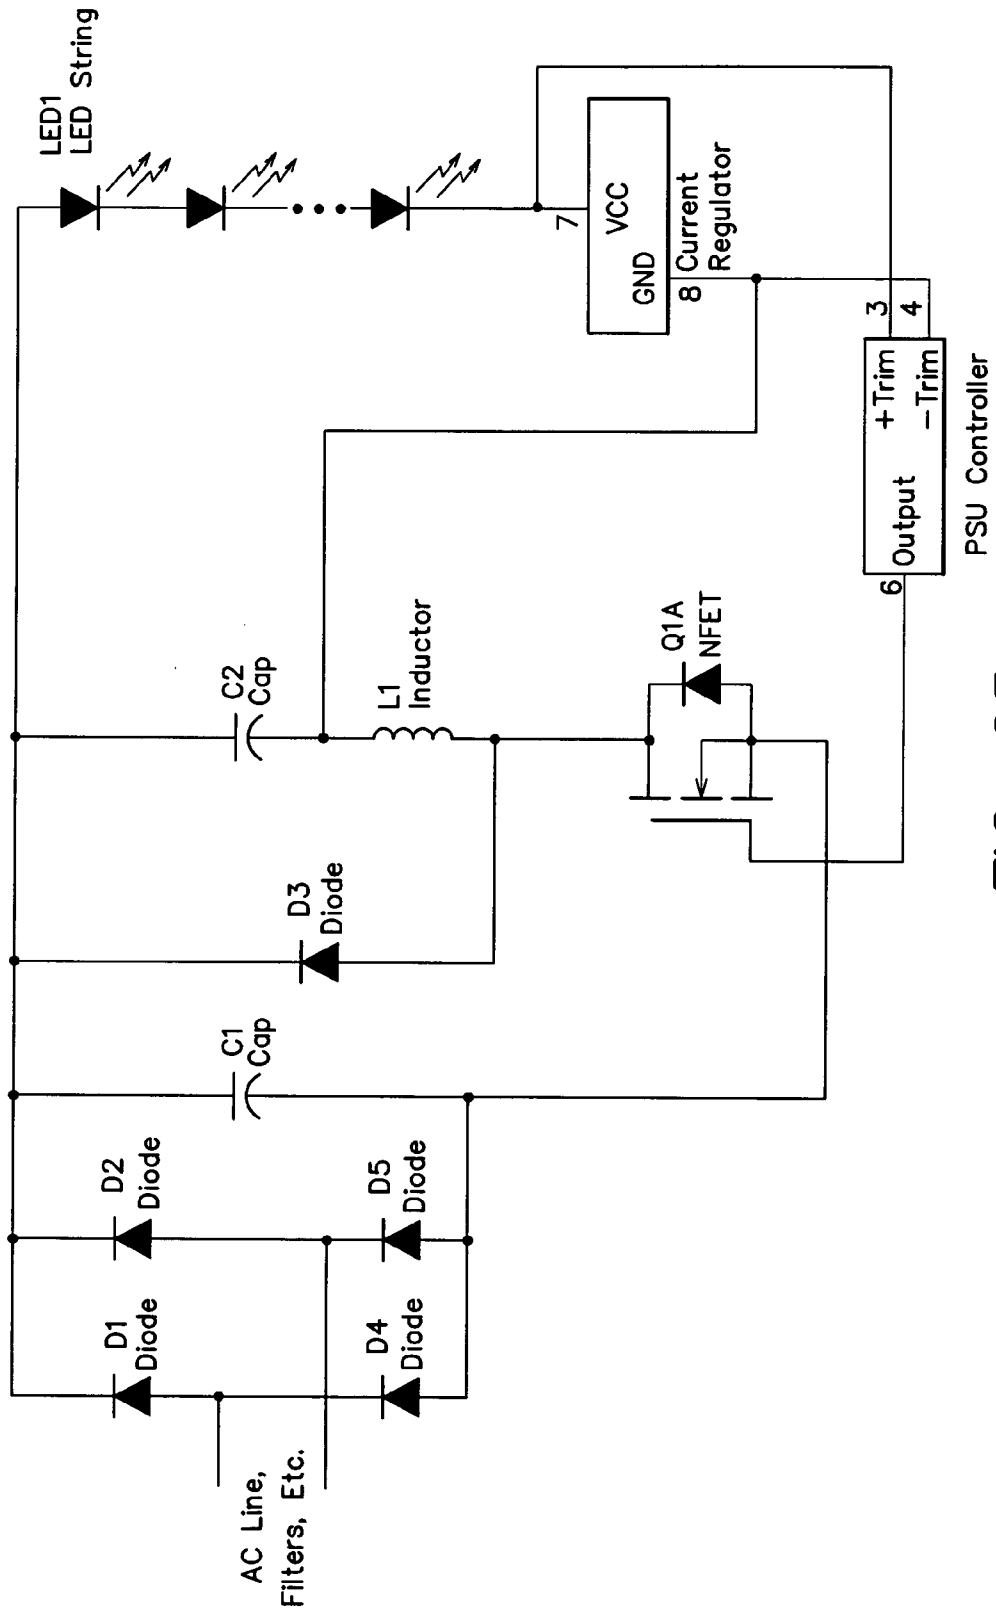 LED1
LED String
C2
Cap
L1
Inductor
D3
Diode
C1
Cap
D2
Diode
D1
Diode
D5
Diode
D4
Diode
AC Line,
Filters, Etc.
Q1A
NFET
7
VCC
GND
8
Current
Regulator
3
4
+Trim
–Trim
Output
6
PSU Controller